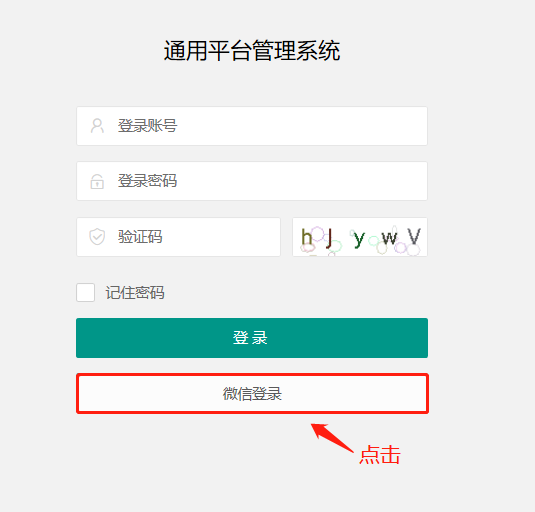 通用平台管理系统
登录账号
登录密码
验证码
h J y w V
记住密码
登 录
微信登录
点击